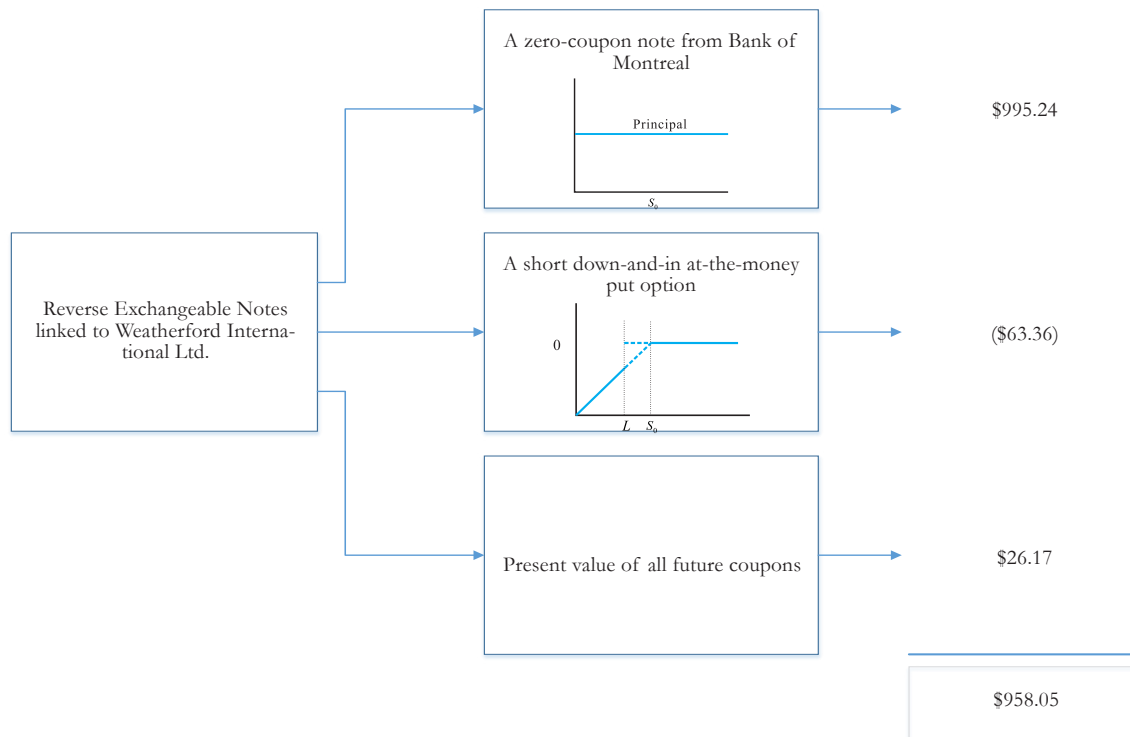 A zero-coupon note from Bank of
Montreal
Principal
S₀
$995.24
Reverse Exchangeable Notes
linked to Weatherford Interna-
tional Ltd.
A short down-and-in at-the-money
put option
0
L S₀
($63.36)
Present value of all future coupons
$26.17
$958.05